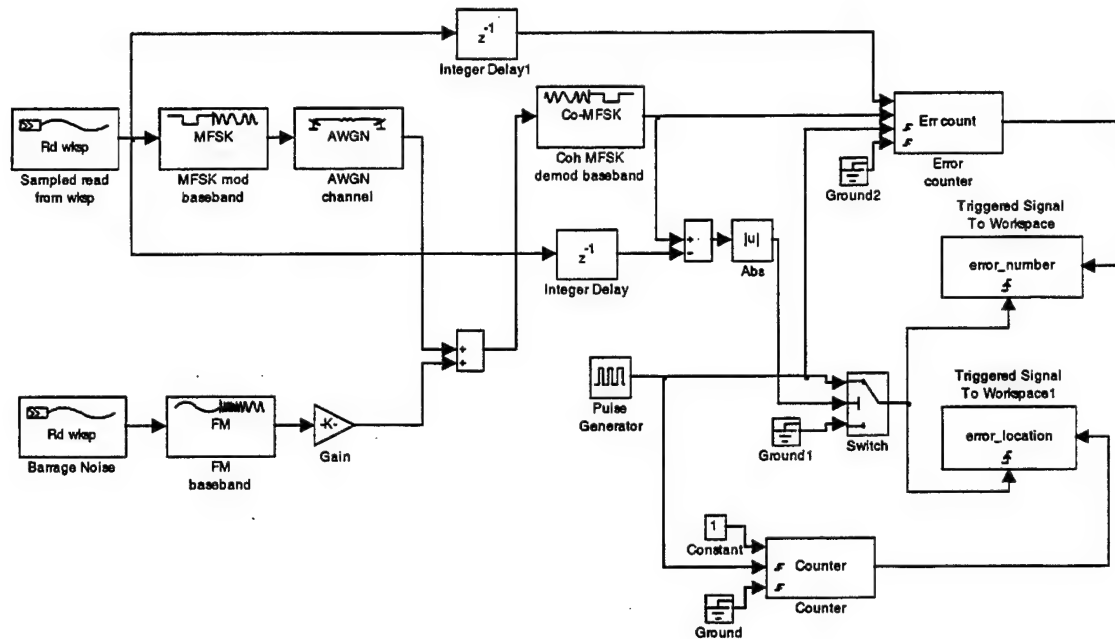 z-1
Integer Delay1
Rd wksp
Sampled read
from wksp
MFSK
MFSK mod
baseband
AWGN
AWGN
channel
Co-MFSK
Coh MFSK
demod baseband
Err count
Error
counter
Ground2
z-1
Integer Delay
+
-
|u|
Abs
Triggered Signal
To Workspace
error_number
+
+
Pulse
Generator
Ground1
Switch
Triggered Signal
To Workspace1
error_location
Rd wksp
Barrage Noise
FM
FM
baseband
-K-
Gain
1
Constant
Counter
Counter
Ground